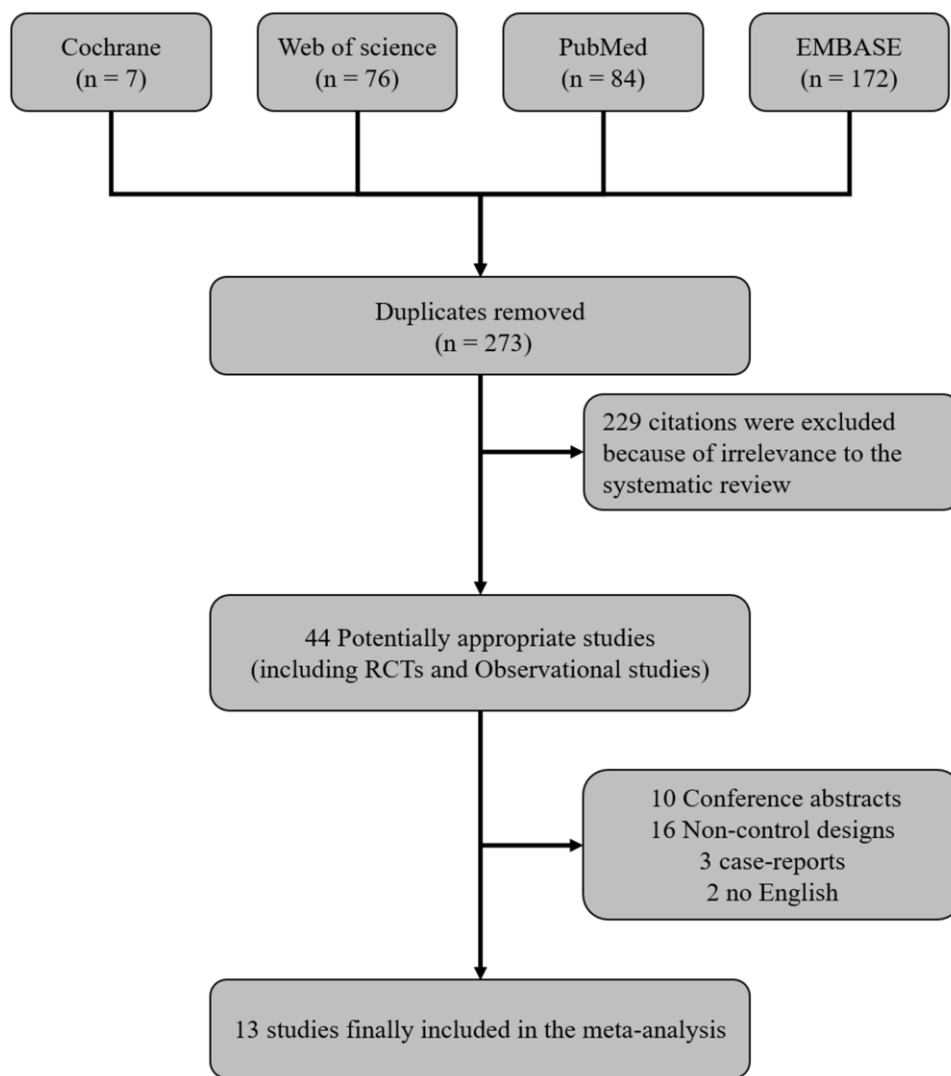 Cochrane
(n = 7)
Web of science
(n = 76)
PubMed
(n = 84)
EMBASE
(n = 172)
Duplicates removed
(n = 273)
229 citations were excluded
because of irrelevance to the
systematic review
44 Potentially appropriate studies
(including RCTs and Observational studies)
10 Conference abstracts
16 Non-control designs
3 case-reports
2 no English
13 studies finally included in the meta-analysis